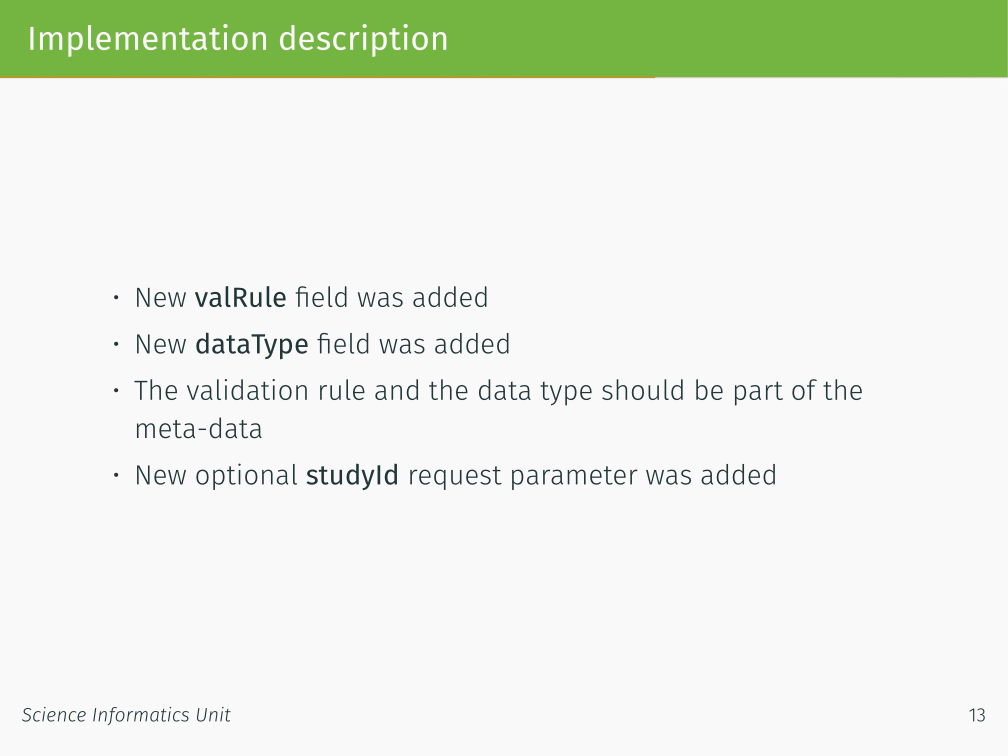 Implementation description
• New valRule field was added
• New dataType field was added
• The validation rule and the data type should be part of the
meta-data
• New optional studyId request parameter was added
Science Informatics Unit
13